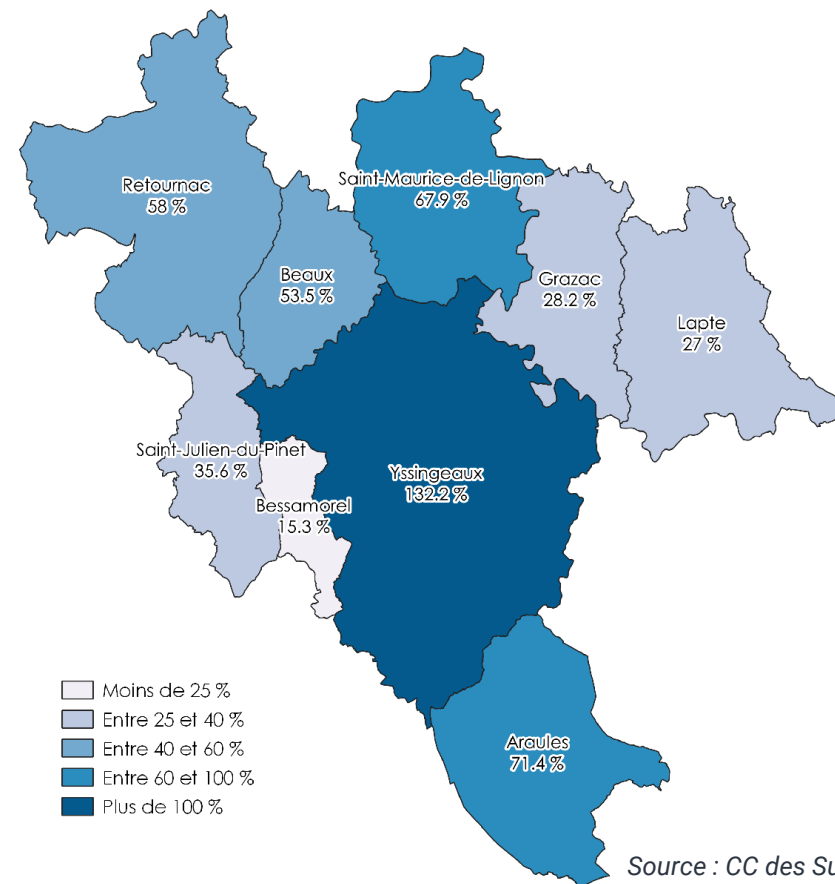 Retournac
58 %
Saint-Maurice-de-Lignon
67.9 %
Beaux
53.5 %
Grazac
28.2 %
Lapte
27 %
Saint-Julien-du-Pinet
35.6 %
Yssingeaux
132.2 %
Bessamorel
15.3 %
Araules
71.4 %
Moins de 25 %
Entre 25 et 40 %
Entre 40 et 60 %
Entre 60 et 100 %
Plus de 100 %
Source : CC des Su